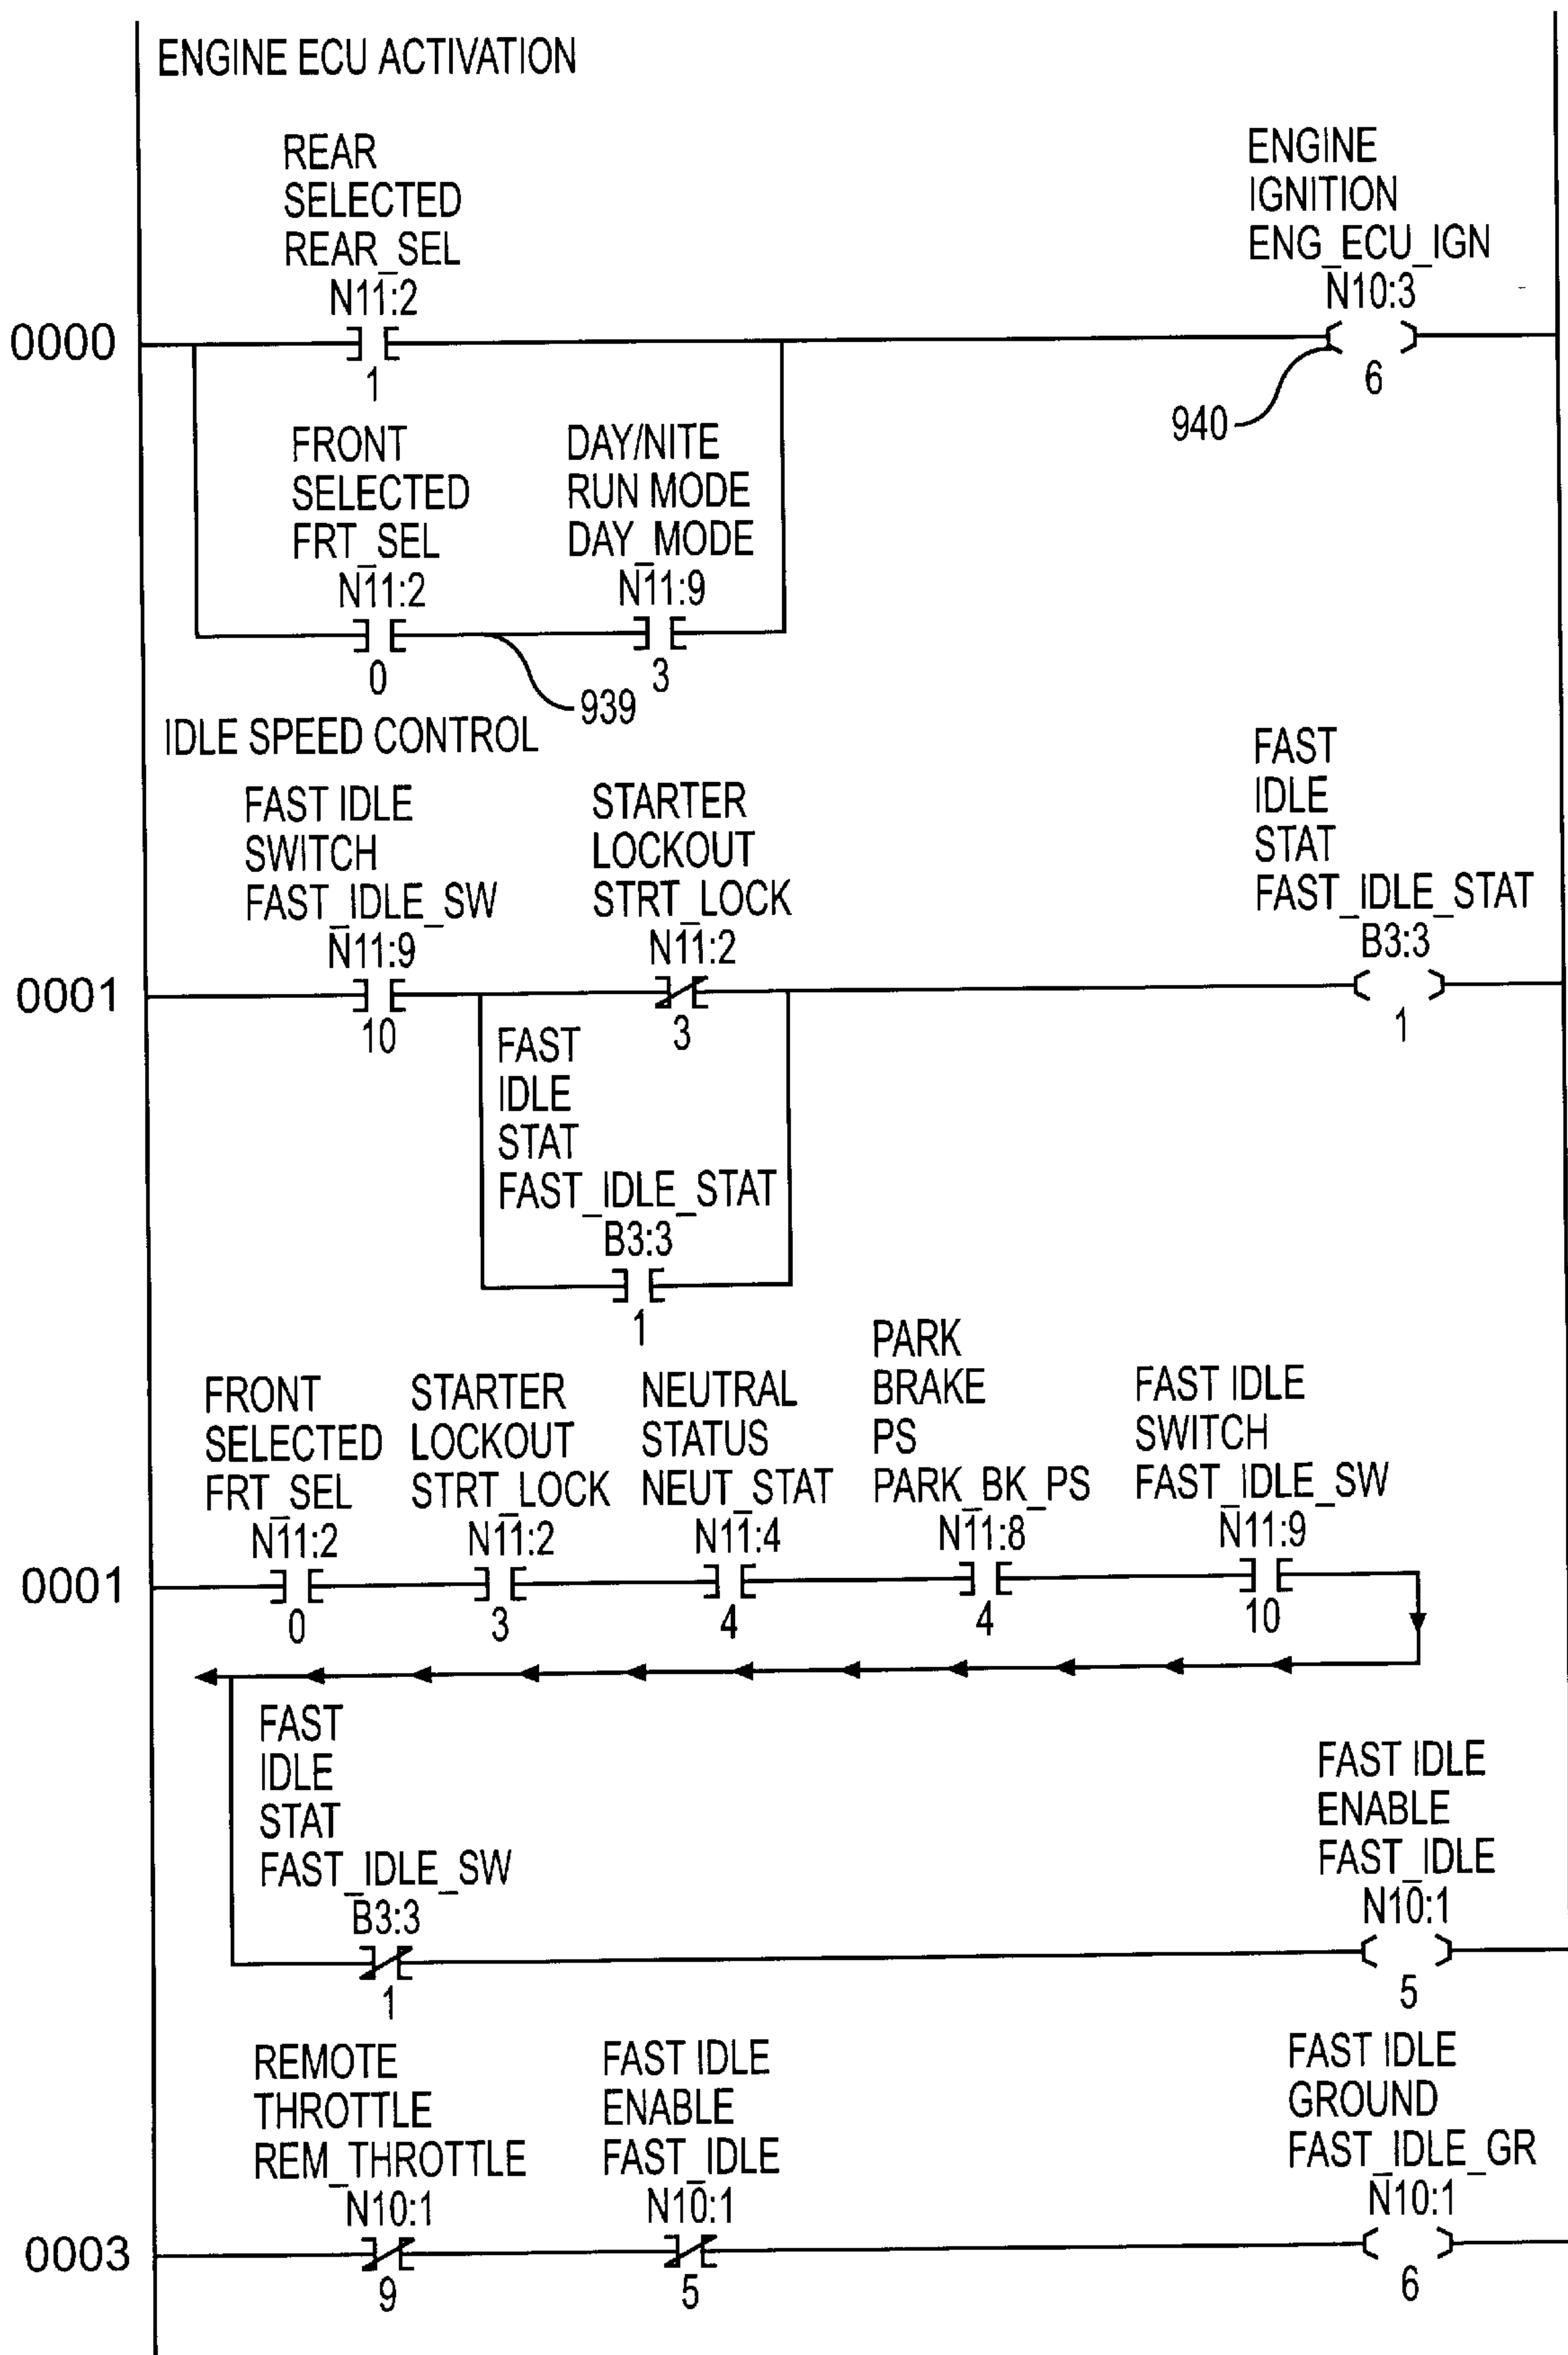 ENGINE ECU ACTIVATION
REAR
SELECTED
REAR_SEL
N11:2
1
ENGINE
IGNITION
ENG_ECU_IGN
N10:3
6
940
0000
FRONT
SELECTED
FRT_SEL
N11:2
0
DAY/NITE
RUN MODE
DAY_MODE
N11:9
3
939
IDLE SPEED CONTROL
FAST IDLE
SWITCH
FAST_IDLE_SW
N11:9
10
STARTER
LOCKOUT
STRT_LOCK
N11:2
3
FAST
IDLE
STAT
FAST_IDLE_STAT
B3:3
1
0001
FAST
IDLE
STAT
FAST_IDLE_STAT
B3:3
1
FRONT
SELECTED
FRT_SEL
N11:2
0
STARTER
LOCKOUT
STRT_LOCK
N11:2
3
NEUTRAL
STATUS
NEUT_STAT
N11:4
4
PARK
BRAKE
PS
PARK_BK_PS
N11:8
4
FAST IDLE
SWITCH
FAST_IDLE_SW
N11:9
10
0001
FAST
IDLE
STAT
FAST_IDLE_SW
B3:3
1
FAST IDLE
ENABLE
FAST_IDLE
N10:1
5
REMOTE
THROTTLE
REM_THROTTLE
N10:1
9
FAST IDLE
ENABLE
FAST_IDLE
N10:1
5
FAST IDLE
GROUND
FAST_IDLE_GR
N10:1
6
0003